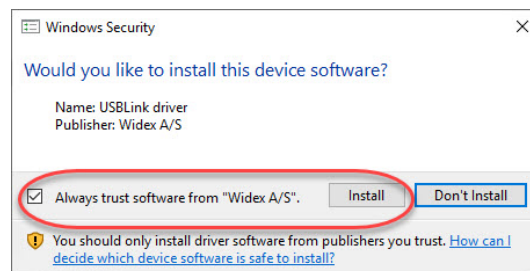 Windows Security
Would you like to install this device software?
Name: USBLink driver
Publisher: Widex A/S
Always trust software from "Widex A/S".
Install
Don't Install
You should only install driver software from publishers you trust. How can I
decide which device software is safe to install?